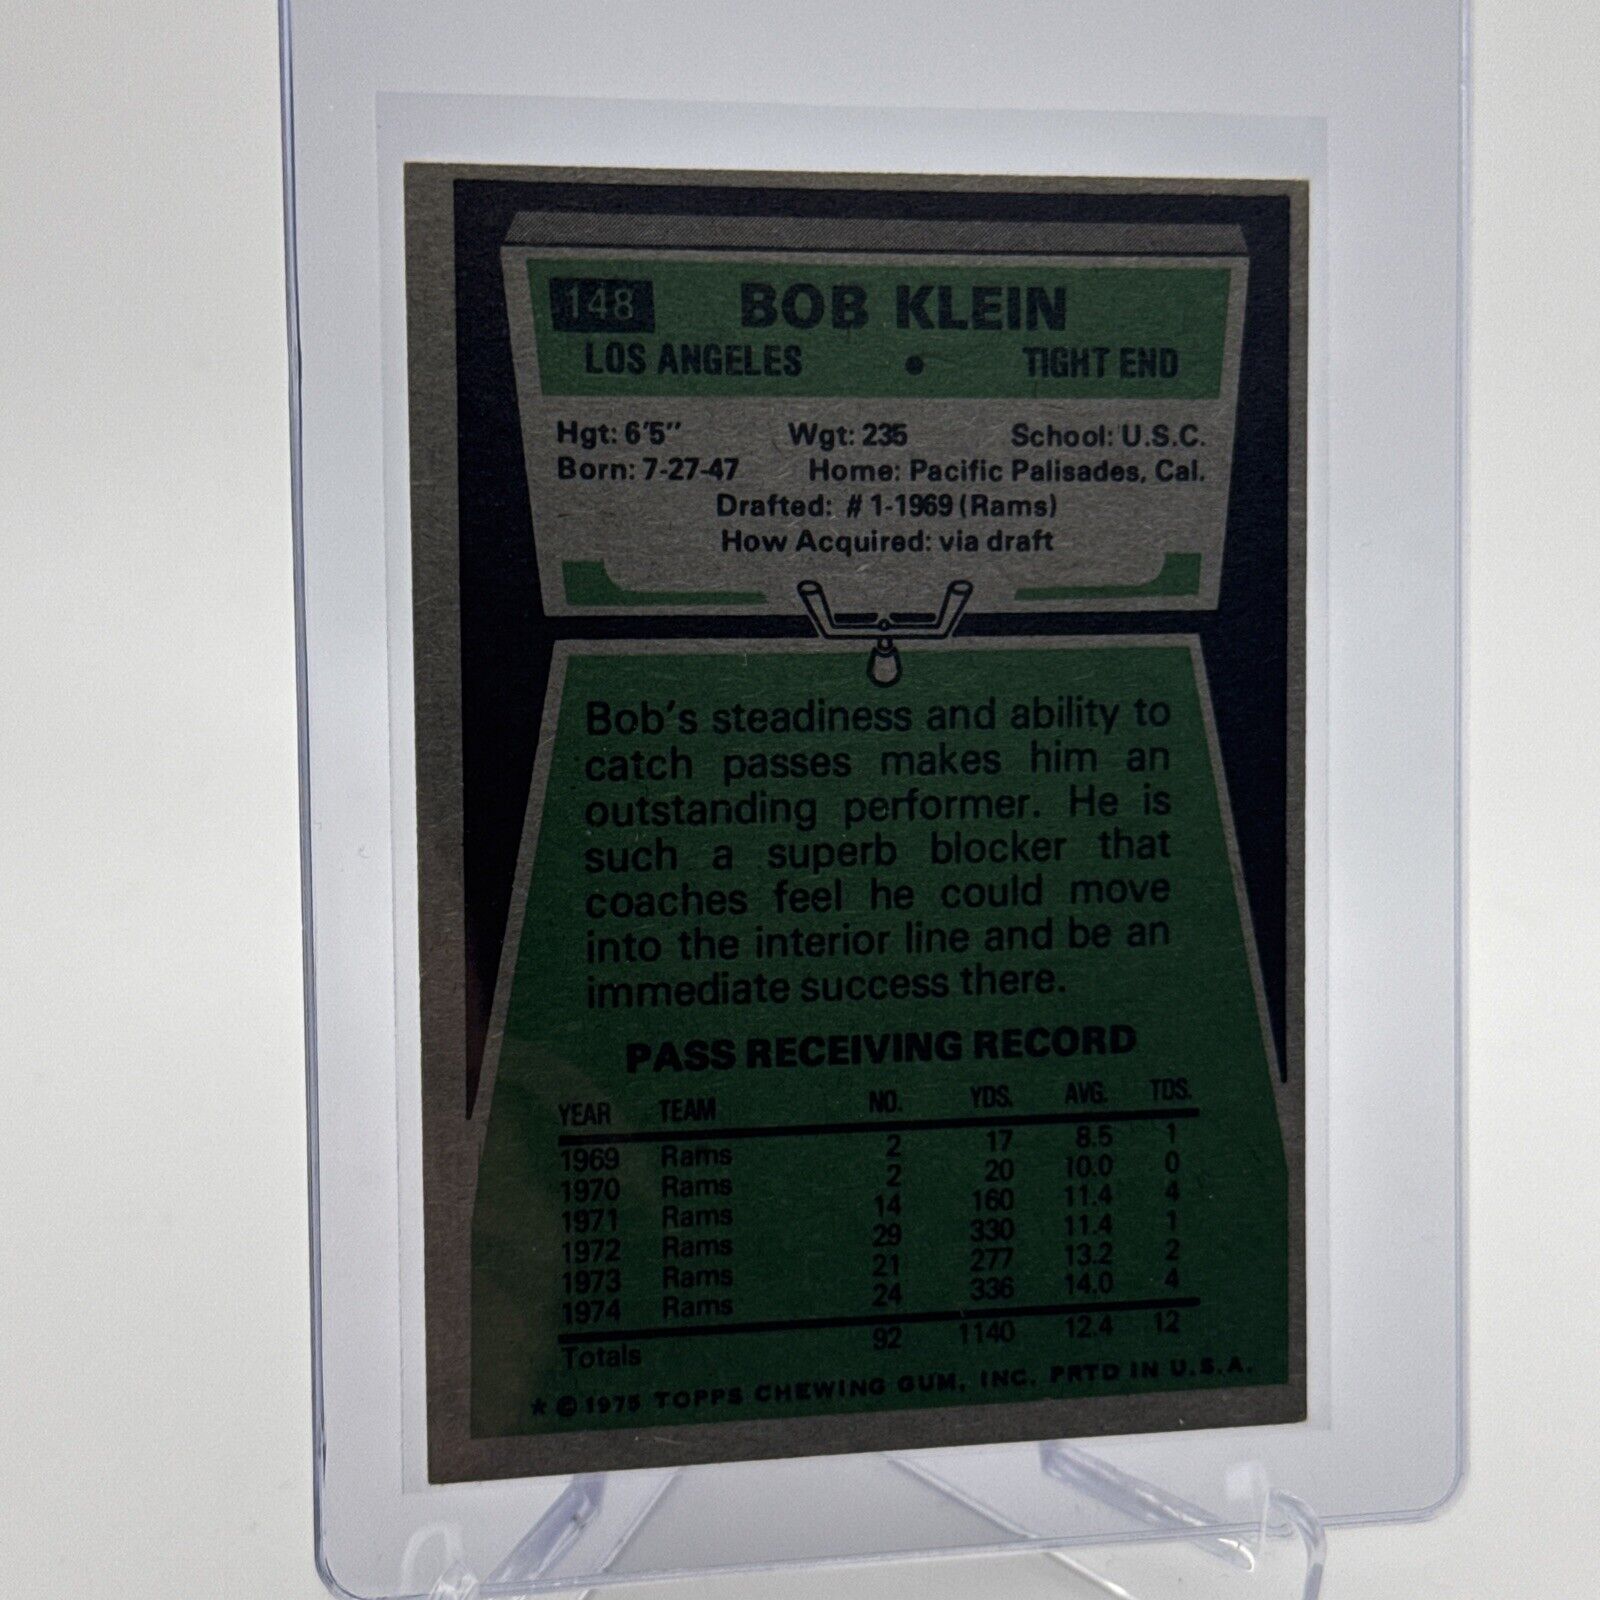 148 BOB KLEIN
LOS ANGELES • TIGHT END
Hgt: 6'5" Wgt: 235 School: U.S.C.
Born: 7-27-47 Home: Pacific Palisades, Cal.
Drafted: #1-1969 (Rams)
How Acquired: via draft
Bob's steadiness and ability to
catch passes makes him an
outstanding performer. He is
such a superb blocker that
coaches feel he could move
into the interior line and be an
immediate success there.
PASS RECEIVING RECORD
YEAR TEAM NO. YDS. AVG. TDS.
1969 Rams 2 17 8.5 1
1970 Rams 2 20 10.0 0
1971 Rams 14 160 11.4 4
1972 Rams 29 330 11.4 1
1973 Rams 21 277 13.2 2
1974 Rams 24 336 14.0 4
Totals 92 1140 12.4 12
* © 1975 TOPPS CHEWING GUM, INC. PRTD IN U.S.A.